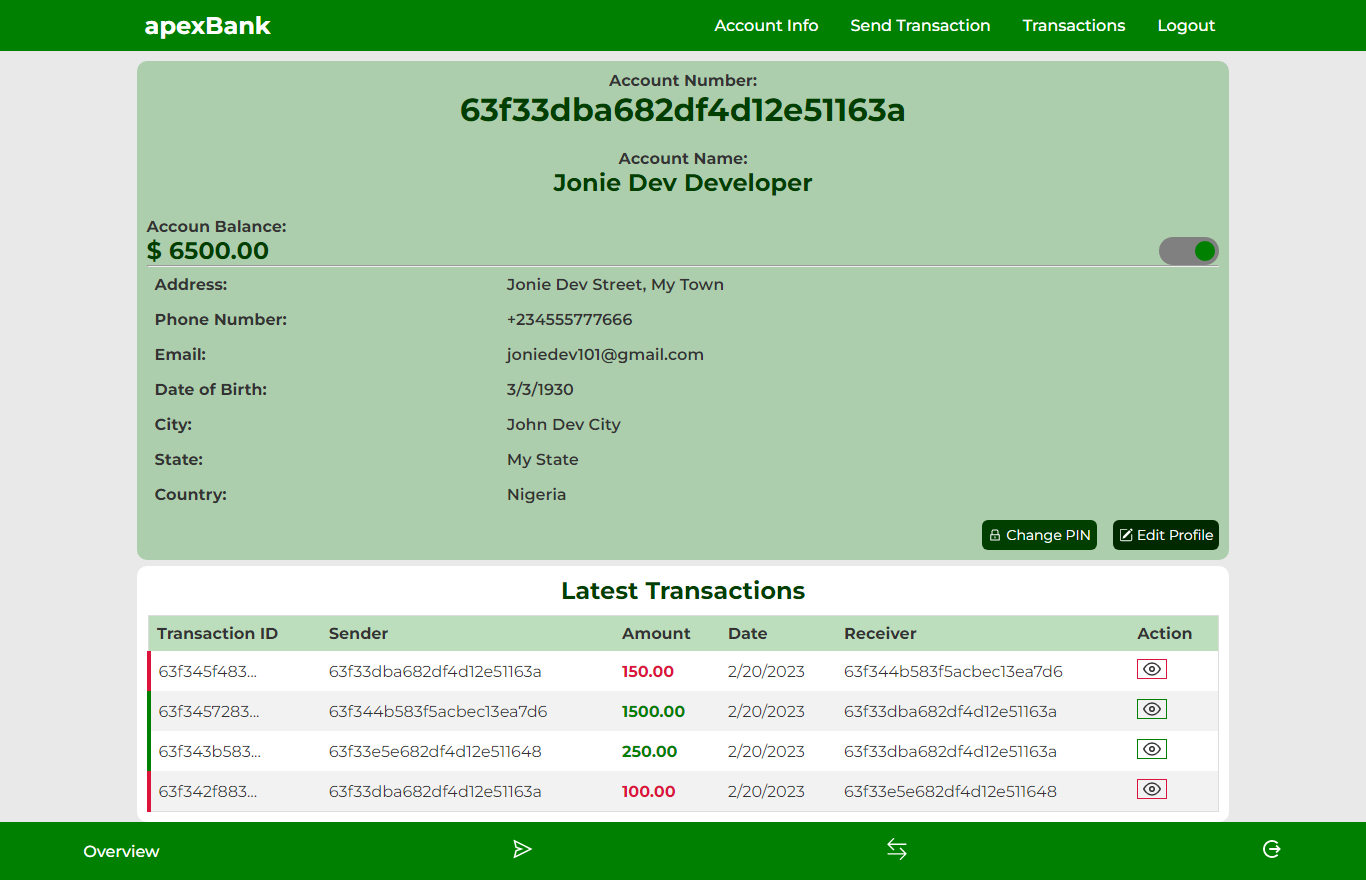 apexBank Account Info Send Transaction Transactions Logout
Account Number:
63f33dba682df4d12e51163a
Account Name:
Jonie Dev Developer
Accoun Balance:
$ 6500.00
Address: Jonie Dev Street, My Town
Phone Number: +234555777666
Email: joniedev101@gmail.com
Date of Birth: 3/3/1930
City: John Dev City
State: My State
Country: Nigeria
Change PIN Edit Profile
Latest Transactions
Transaction ID Sender Amount Date Receiver Action
63f345f483... 63f33dba682df4d12e51163a 150.00 2/20/2023 63f344b583f5acbec13ea7d6
63f3457283... 63f344b583f5acbec13ea7d6 1500.00 2/20/2023 63f33dba682df4d12e51163a
63f343b583... 63f33e5e682df4d12e511648 250.00 2/20/2023 63f33dba682df4d12e51163a
63f342f883... 63f33dba682df4d12e51163a 100.00 2/20/2023 63f33e5e682df4d12e511648
Overview